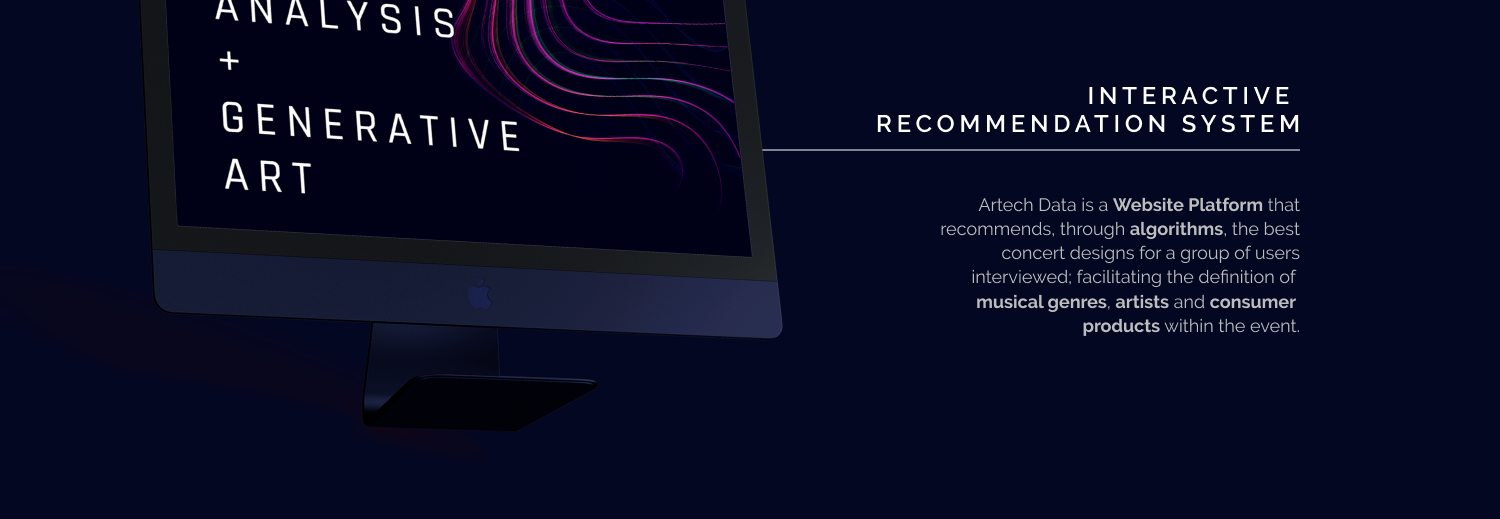 ANALYSIS
+
GENERATIVE
ART
INTERACTIVE
RECOMMENDATION SYSTEM
Artech Data is a Website Platform that
recommends, through algorithms, the best
concert designs for a group of users
interviewed; facilitating the definition of
musical genres, artists and consumer
products within the event.